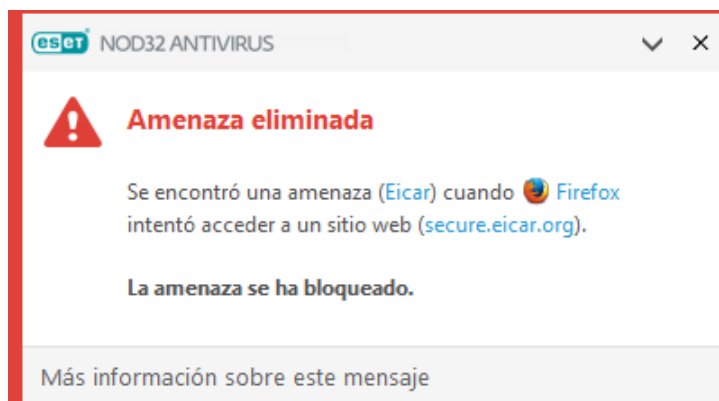 eset NOD32 ANTIVIRUS
Amenaza eliminada
Se encontró una amenaza (Eicar) cuando Firefox
intentó acceder a un sitio web (secure.eicar.org).
La amenaza se ha bloqueado.
Más información sobre este mensaje